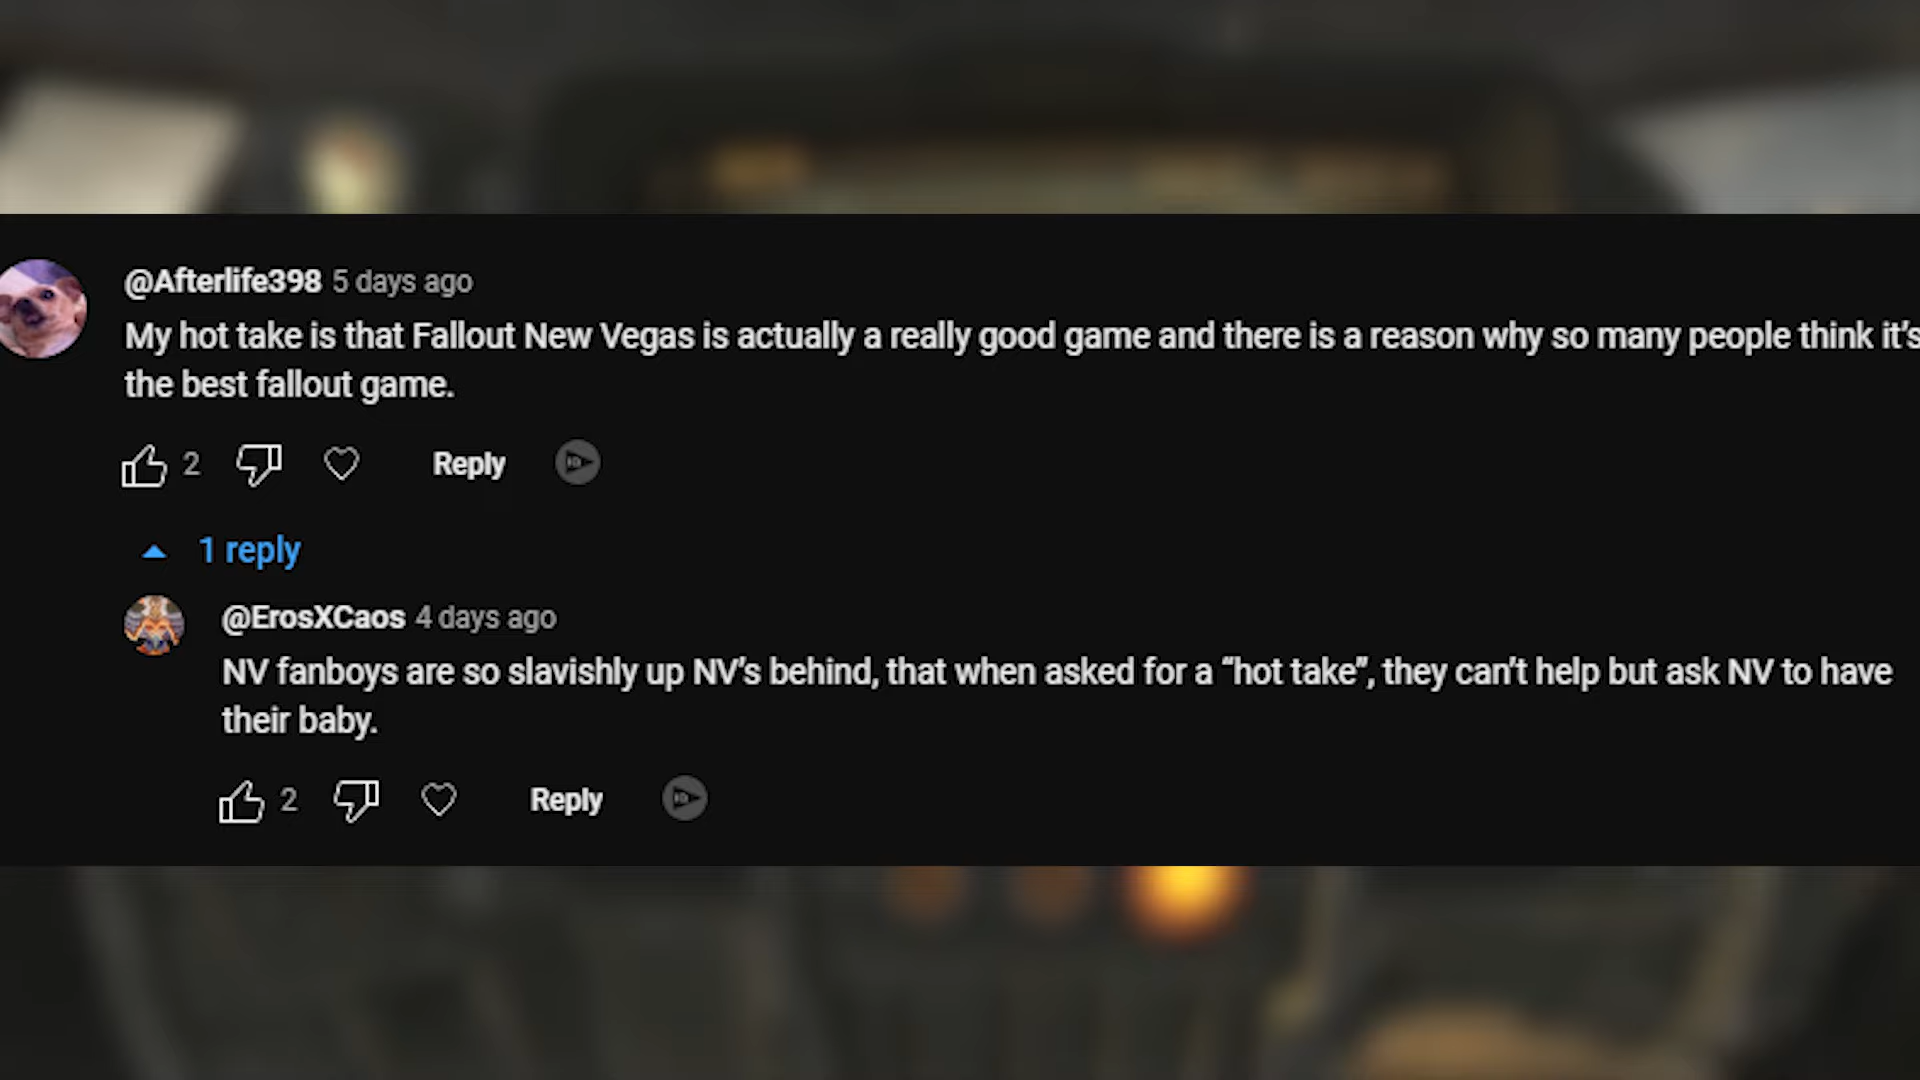 @Afterlife398 5 days ago
My hot take is that Fallout New Vegas is actually a really good game and there is a reason why so many people think it’s
the best fallout game.
2 Reply
1 reply
@ErosXCaos 4 days ago
NV fanboys are so slavishly up NV’s behind, that when asked for a “hot take”, they can’t help but ask NV to have
their baby.
2 Reply